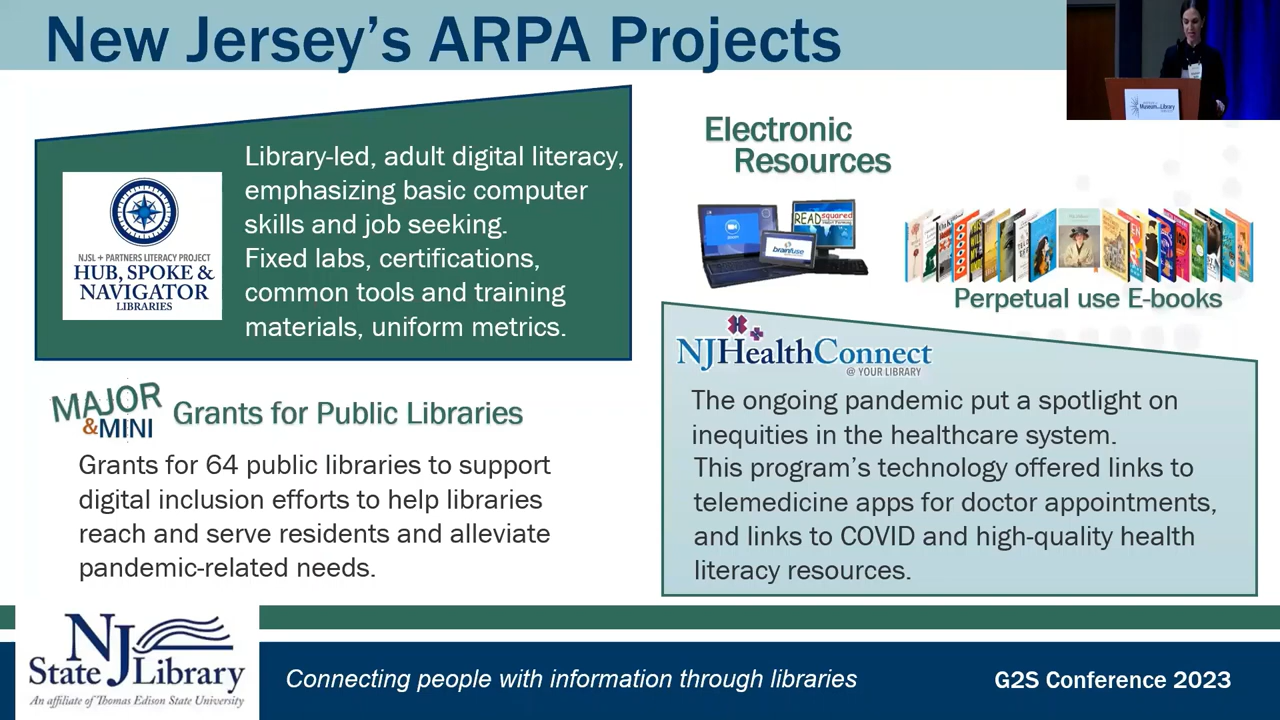 New Jersey's ARPA Projects
Museum and Library
NJSL + PARTNERS LITERACY PROJECT
HUB, SPOKE &
NAVIGATOR
LIBRARIES
Library-led, adult digital literacy,
emphasizing basic computer
skills and job seeking.
Fixed labs, certifications,
common tools and training
materials, uniform metrics.
Electronic
Resources
READsquared
brainfuse
Perpetual use E-books
MAJOR
&MINI
Grants for Public Libraries
Grants for 64 public libraries to support
digital inclusion efforts to help libraries
reach and serve residents and alleviate
pandemic-related needs.
NJHealthConnect
@ YOUR LIBRARY
The ongoing pandemic put a spotlight on
inequities in the healthcare system.
This program's technology offered links to
telemedicine apps for doctor appointments,
and links to COVID and high-quality health
literacy resources.
NJ
State Library
An affiliate of Thomas Edison State University
Connecting people with information through libraries
G2S Conference 2023